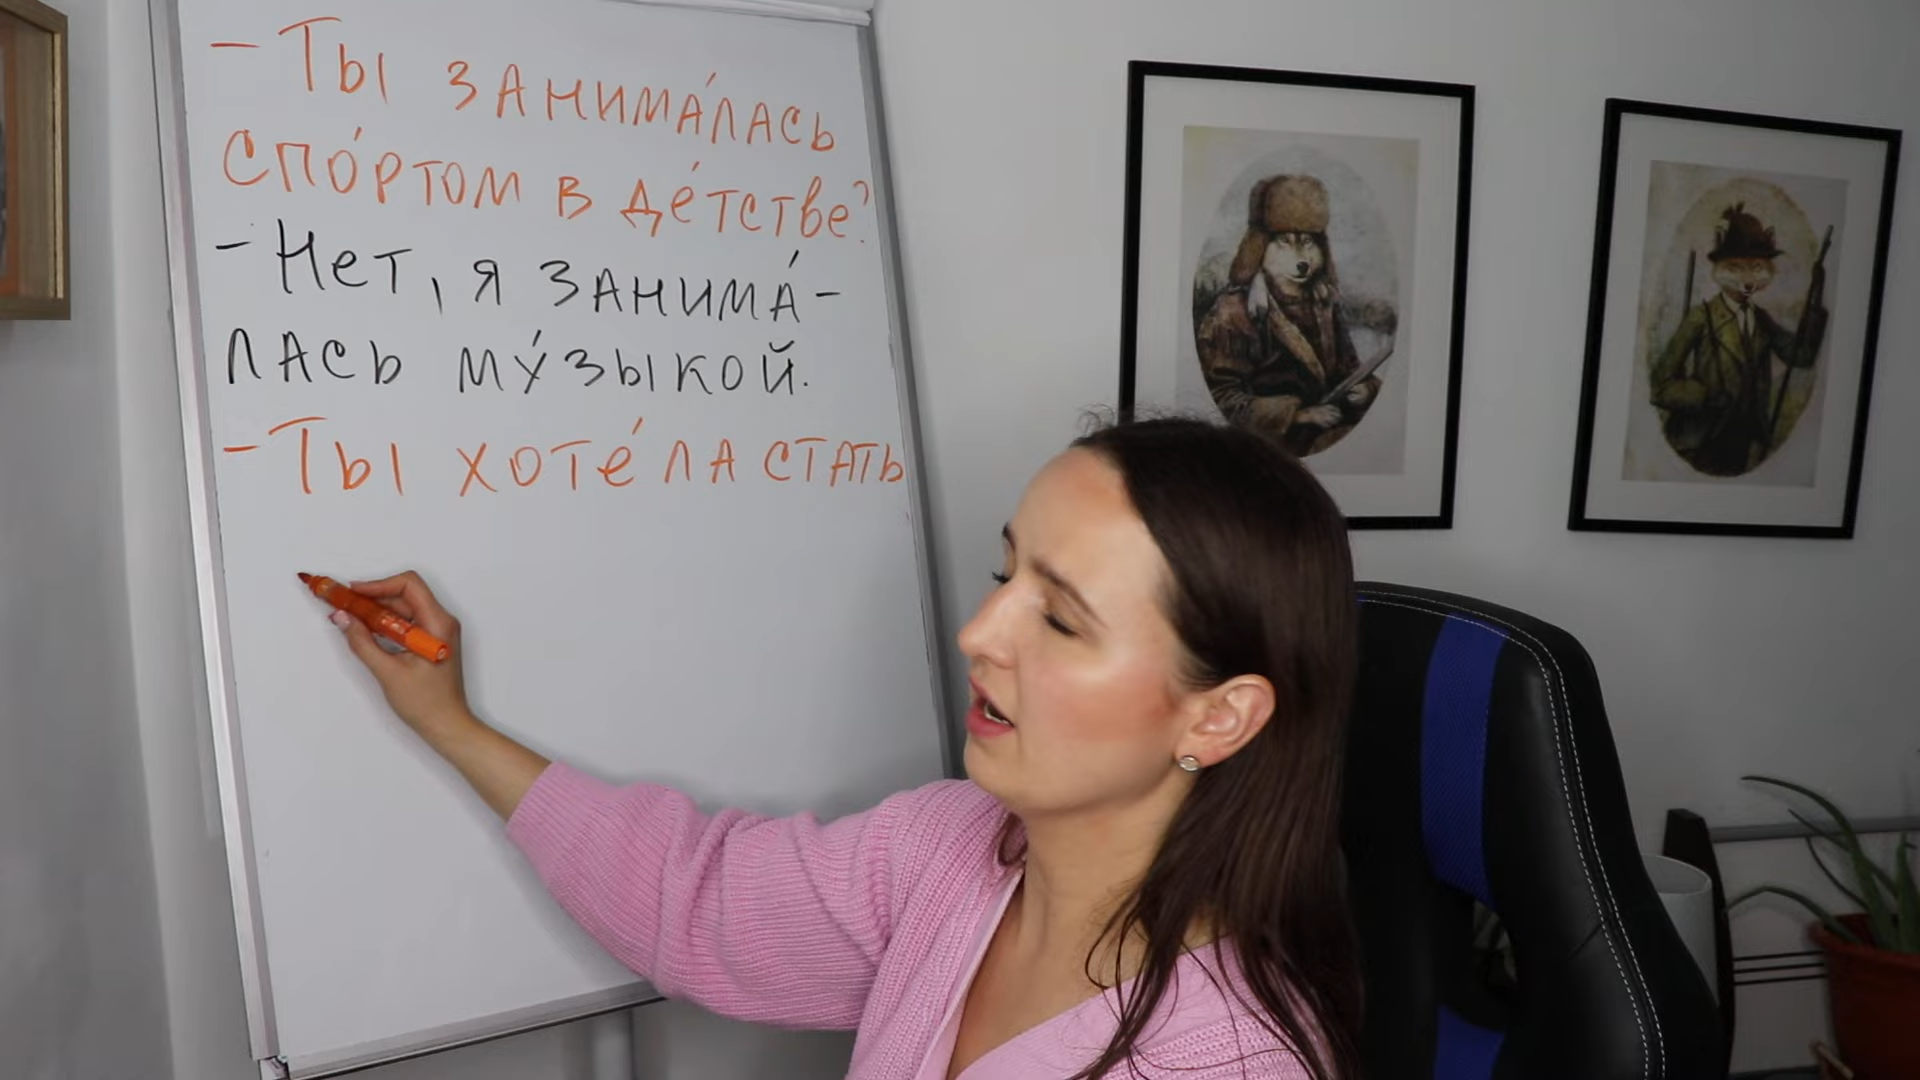 - Ты занима́лась
спо́ртом в де́тстве?
- Нет, я занима́-
лась му́зыкой.
- Ты хоте́ла стать